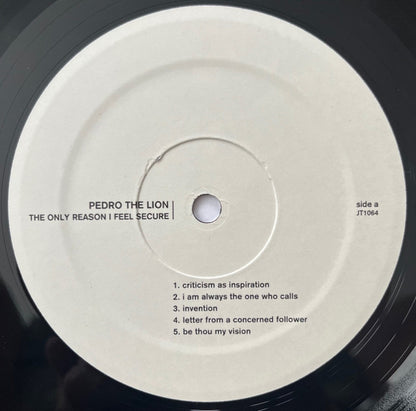 PEDRO THE LION
THE ONLY REASON I FEEL SECURE
side a
JT1064
1. criticism as inspiration
2. i am always the one who calls
3. invention
4. letter from a concerned follower
5. be thou my vision